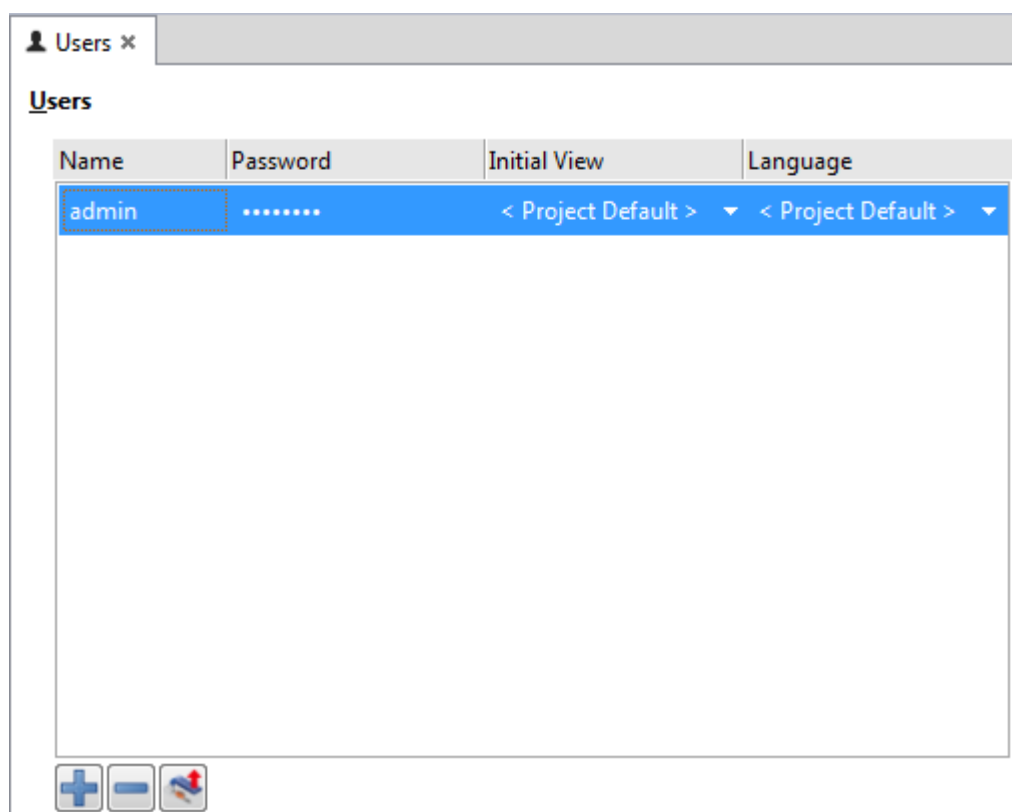 Users
Users
Name Password Initial View Language
admin •••••••• < Project Default > < Project Default >